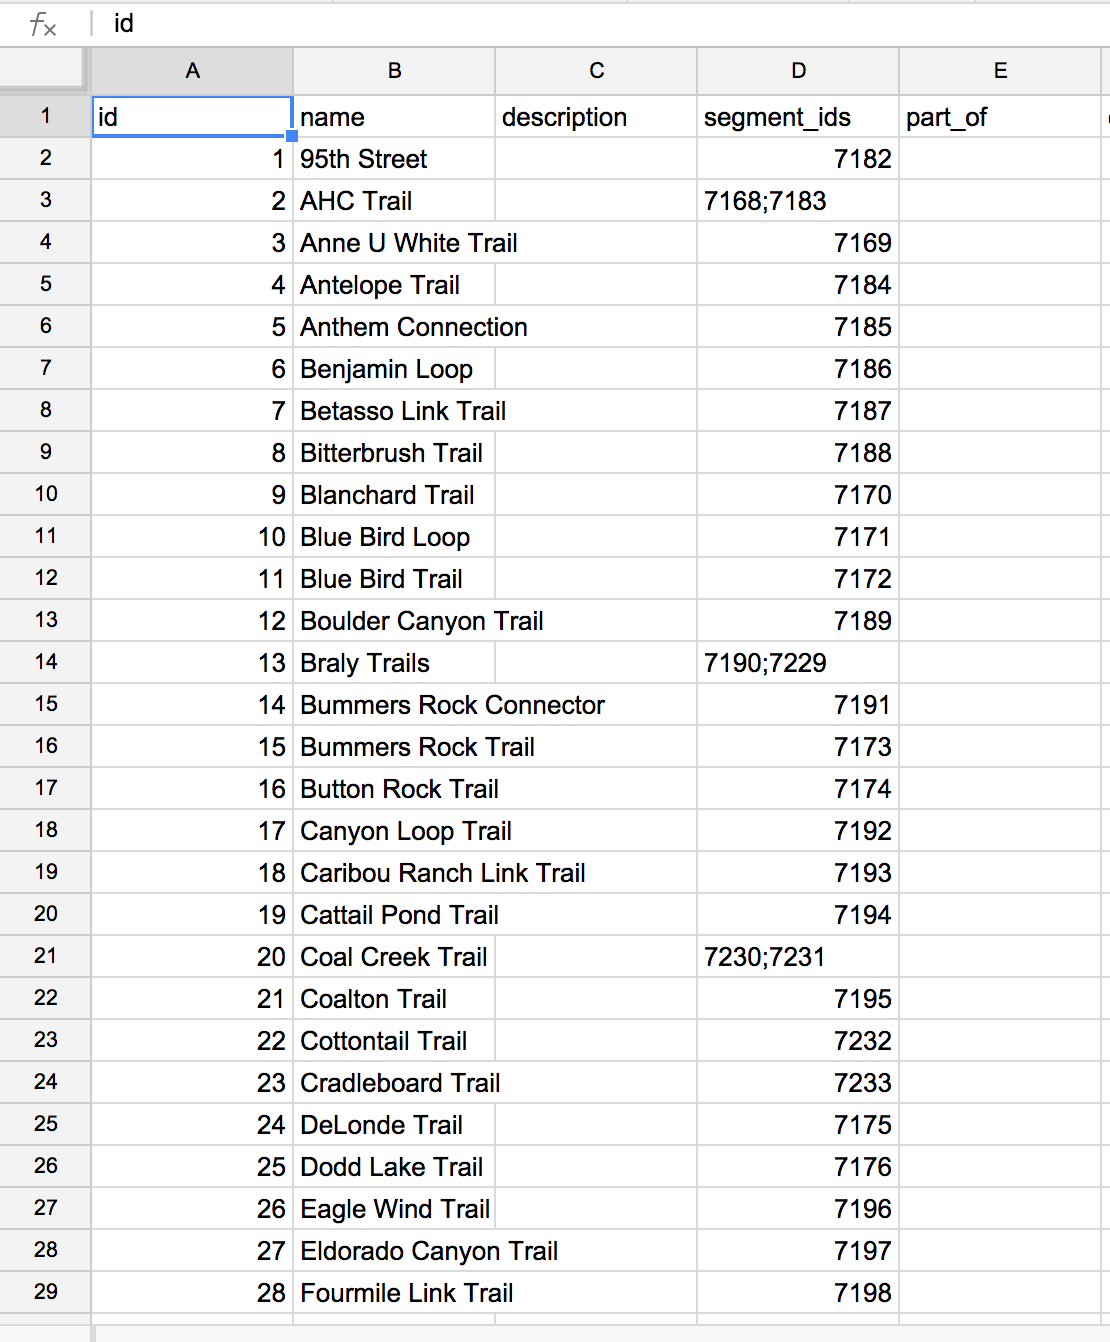 fx id
A B C D E
1 id name description segment_ids part_of
2 1 95th Street 7182
3 2 AHC Trail 7168;7183
4 3 Anne U White Trail 7169
5 4 Antelope Trail 7184
6 5 Anthem Connection 7185
7 6 Benjamin Loop 7186
8 7 Betasso Link Trail 7187
9 8 Bitterbrush Trail 7188
10 9 Blanchard Trail 7170
11 10 Blue Bird Loop 7171
12 11 Blue Bird Trail 7172
13 12 Boulder Canyon Trail 7189
14 13 Braly Trails 7190;7229
15 14 Bummers Rock Connector 7191
16 15 Bummers Rock Trail 7173
17 16 Button Rock Trail 7174
18 17 Canyon Loop Trail 7192
19 18 Caribou Ranch Link Trail 7193
20 19 Cattail Pond Trail 7194
21 20 Coal Creek Trail 7230;7231
22 21 Coalton Trail 7195
23 22 Cottontail Trail 7232
24 23 Cradleboard Trail 7233
25 24 DeLonde Trail 7175
26 25 Dodd Lake Trail 7176
27 26 Eagle Wind Trail 7196
28 27 Eldorado Canyon Trail 7197
29 28 Fourmile Link Trail 7198